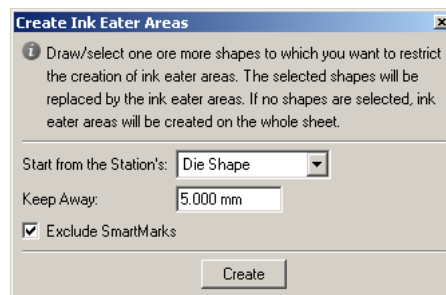 Create Ink Eater Areas
Draw/select one ore more shapes to which you want to restrict
the creation of ink eater areas. The selected shapes will be
replaced by the ink eater areas. If no shapes are selected, ink
eater areas will be created on the whole sheet.
Start from the Station's: Die Shape
Keep Away: 5.000 mm
Exclude SmartMarks
Create